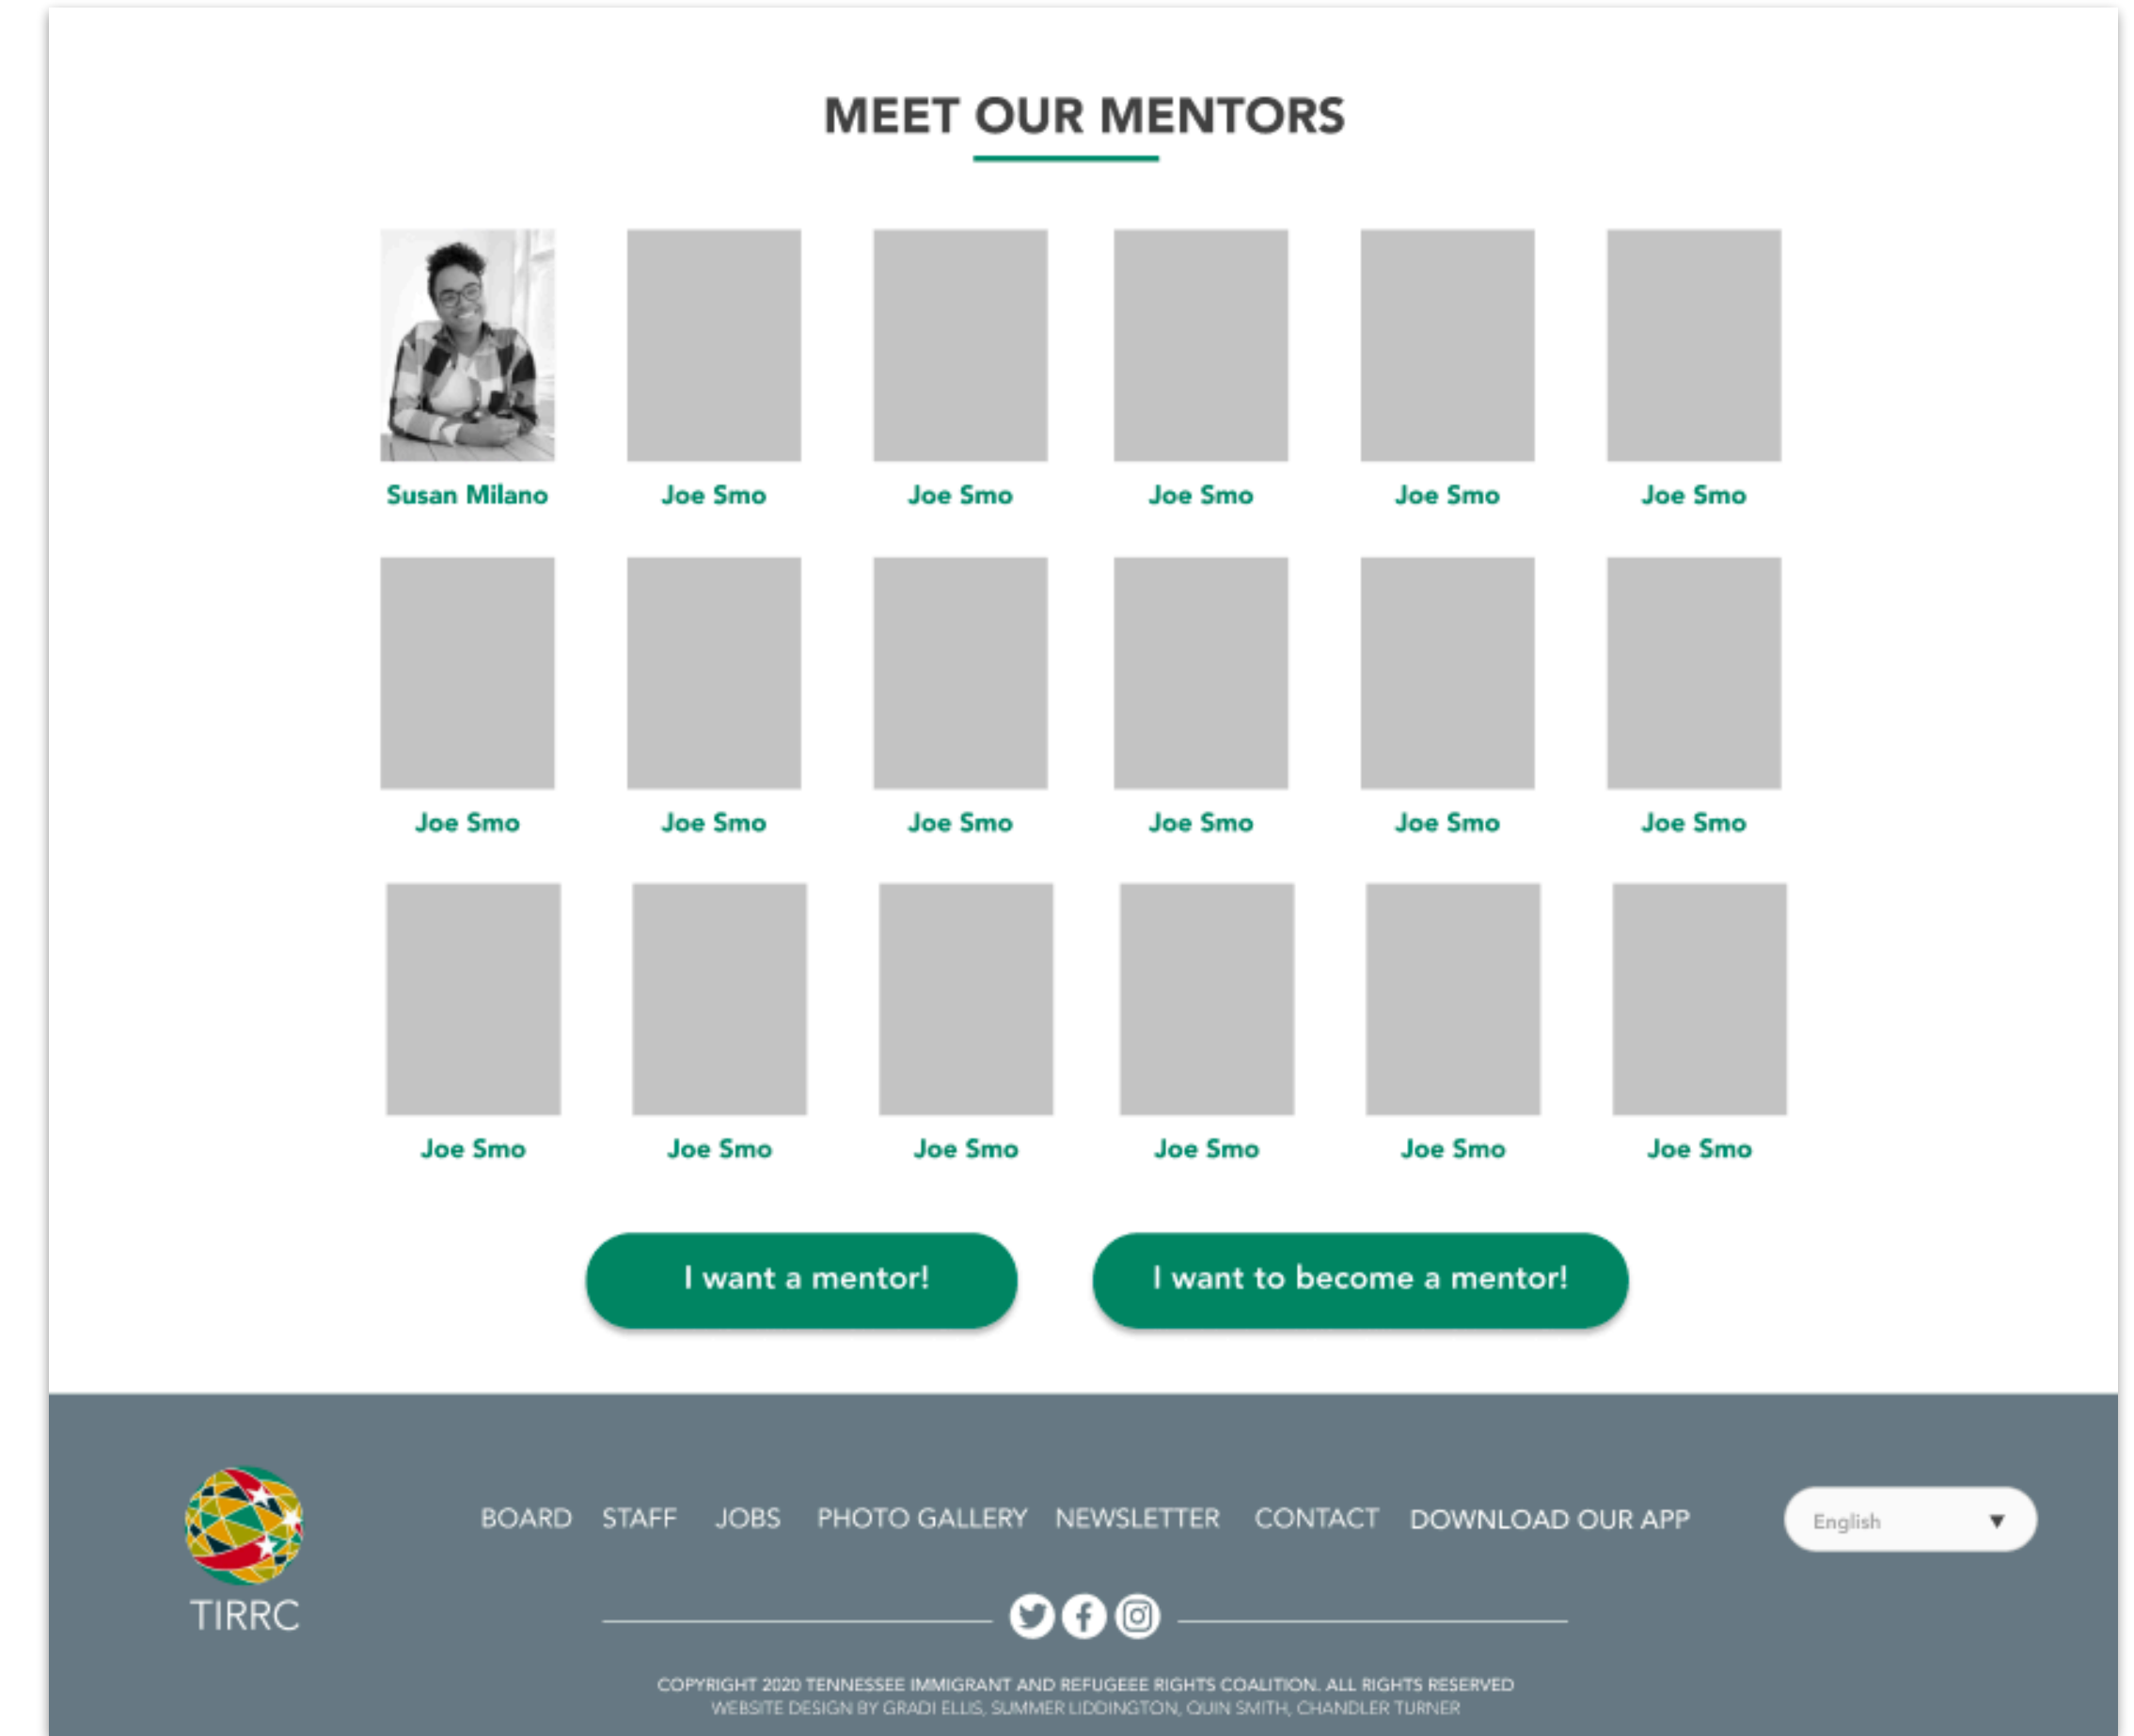 MEET OUR MENTORS
Susan Milano Joe Smo Joe Smo Joe Smo Joe Smo Joe Smo
Joe Smo Joe Smo Joe Smo Joe Smo Joe Smo Joe Smo
Joe Smo Joe Smo Joe Smo Joe Smo Joe Smo Joe Smo
I want a mentor! I want to become a mentor!
BOARD STAFF JOBS PHOTO GALLERY NEWSLETTER CONTACT DOWNLOAD OUR APP English
TIRRC
COPYRIGHT 2020 TENNESSEE IMMIGRANT AND REFUGEEE RIGHTS COALITION. ALL RIGHTS RESERVED
WEBSITE DESIGN BY GRADI ELLIS, SUMMER LIDDINGTON, QUIN SMITH, CHANDLER TURNER